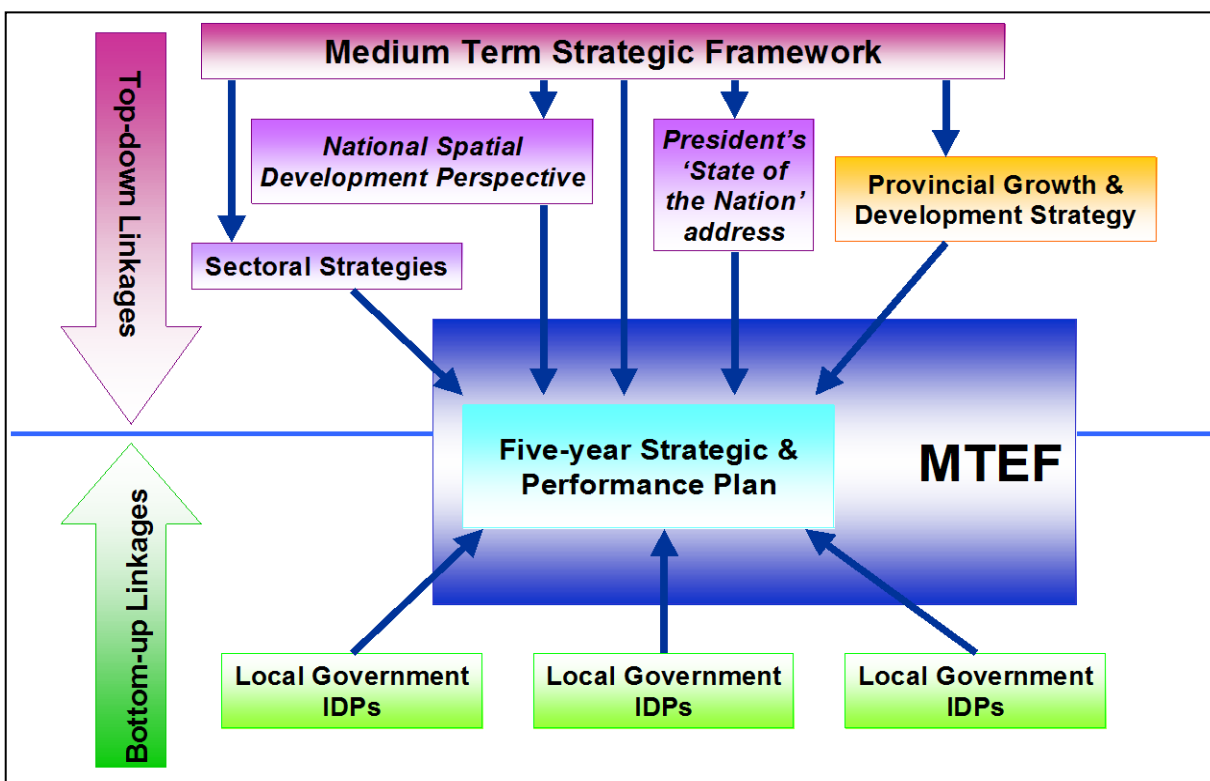 Medium Term Strategic Framework
Top-down Linkages
National Spatial
Development Perspective
President's
'State of
the Nation'
address
Provincial Growth &
Development Strategy
Sectoral Strategies
Five-year Strategic &
Performance Plan
MTEF
Bottom-up Linkages
Local Government
IDPs
Local Government
IDPs
Local Government
IDPs